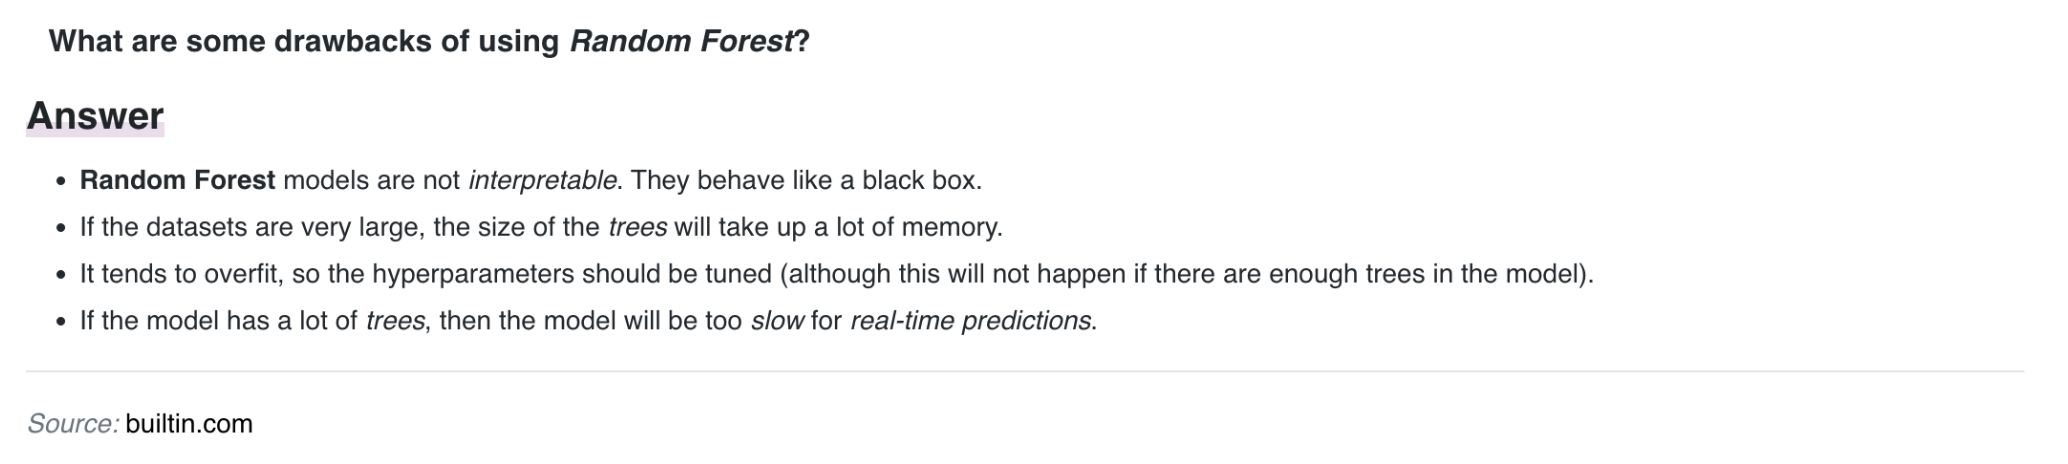 What are some drawbacks of using Random Forest?
Answer
• Random Forest models are not interpretable. They behave like a black box.
• If the datasets are very large, the size of the trees will take up a lot of memory.
• It tends to overfit, so the hyperparameters should be tuned (although this will not happen if there are enough trees in the model).
• If the model has a lot of trees, then the model will be too slow for real-time predictions.
Source: builtin.com